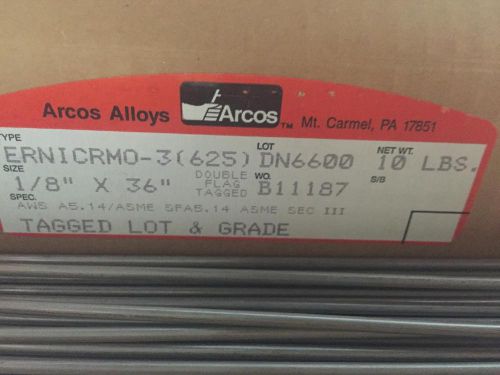 Arcos Alloys Arcos™ Mt. Carmel, PA 17851
TYPE LOT NET WT.
ERNICRMO-3(625) DN6600 10 LBS.
SIZE DOUBLE FLAG TAGGED WO. S/B
1/8" X 36" B11187
SPEC. AWS A5.14/ASME SFA5.14 ASME SEC III
TAGGED LOT & GRADE